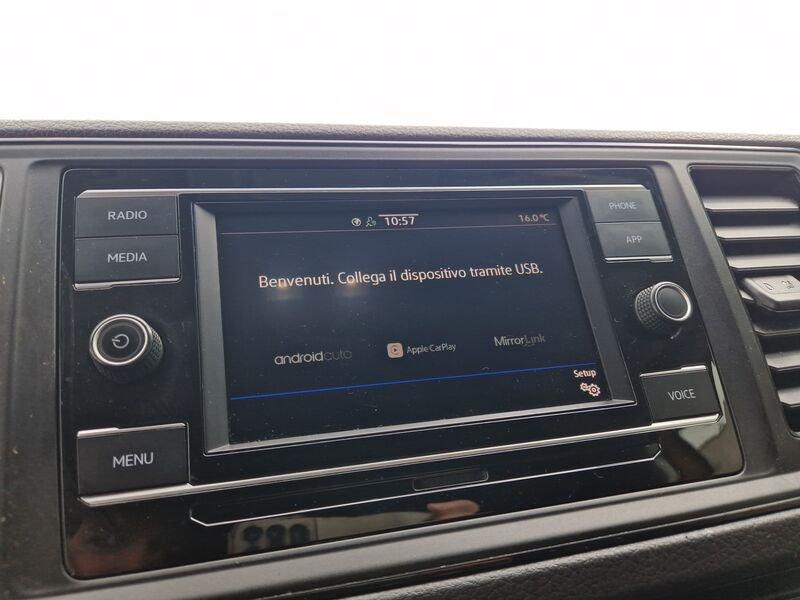 RADIO
MEDIA
MENU
10:57
16.0°C
Benvenuti. Collega il dispositivo tramite USB.
androidauto
Apple CarPlay
MirrorLink
Setup
PHONE
APP
VOICE